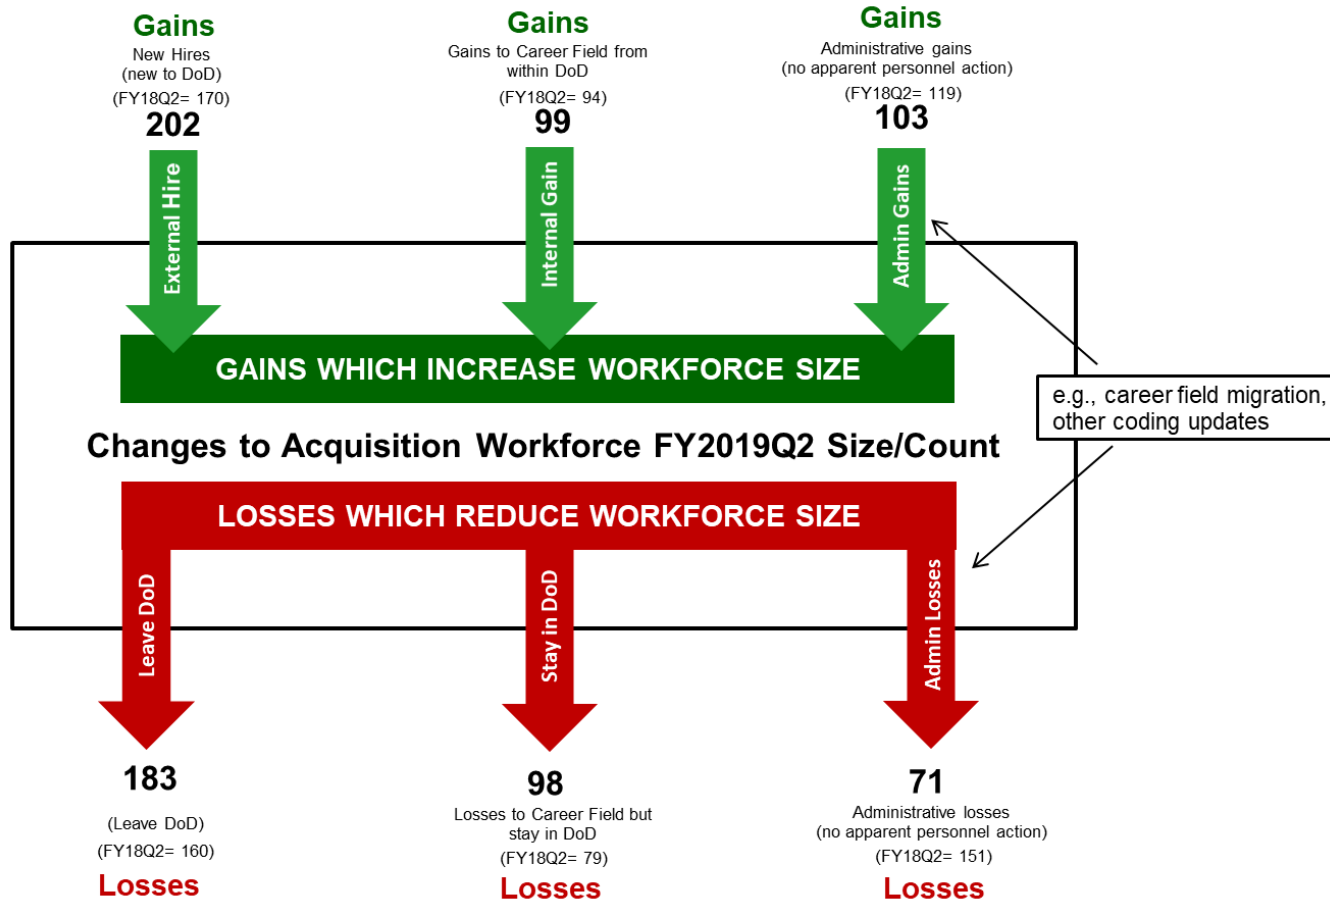 Gains
New Hires
(new to DoD)
(FY18Q2= 170)
202
External Hire
Gains
Gains to Career Field from
within DoD
(FY18Q2= 94)
99
Internal Gain
Gains
Administrative gains
(no apparent personnel action)
(FY18Q2= 119)
103
Admin Gains
GAINS WHICH INCREASE WORKFORCE SIZE
e.g., career field migration,
other coding updates
Changes to Acquisition Workforce FY2019Q2 Size/Count
LOSSES WHICH REDUCE WORKFORCE SIZE
Leave DoD
183
(Leave DoD)
(FY18Q2= 160)
Losses
Stay in DoD
98
Losses to Career Field but
stay in DoD
(FY18Q2= 79)
Losses
Admin Losses
71
Administrative losses
(no apparent personnel action)
(FY18Q2= 151)
Losses